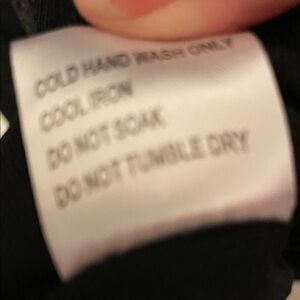 COLD HAND WASH ONLY
COOL IRON
DO NOT SOAK
DO NOT TUMBLE DRY